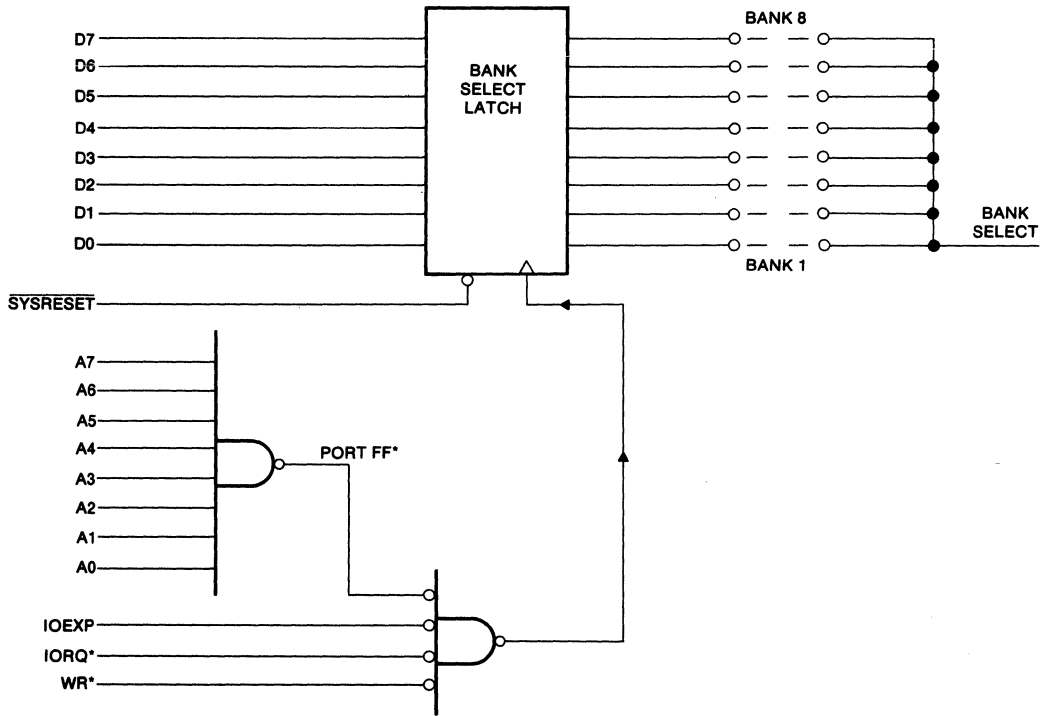 BANK 8
D7
D6
D5
D4
D3
D2
D1
D0
BANK
SELECT
LATCH
BANK
SELECT
BANK 1
SYSRESET
A7
A6
A5
A4
A3
A2
A1
A0
PORT FF*
IOEXP
IORQ*
WR*